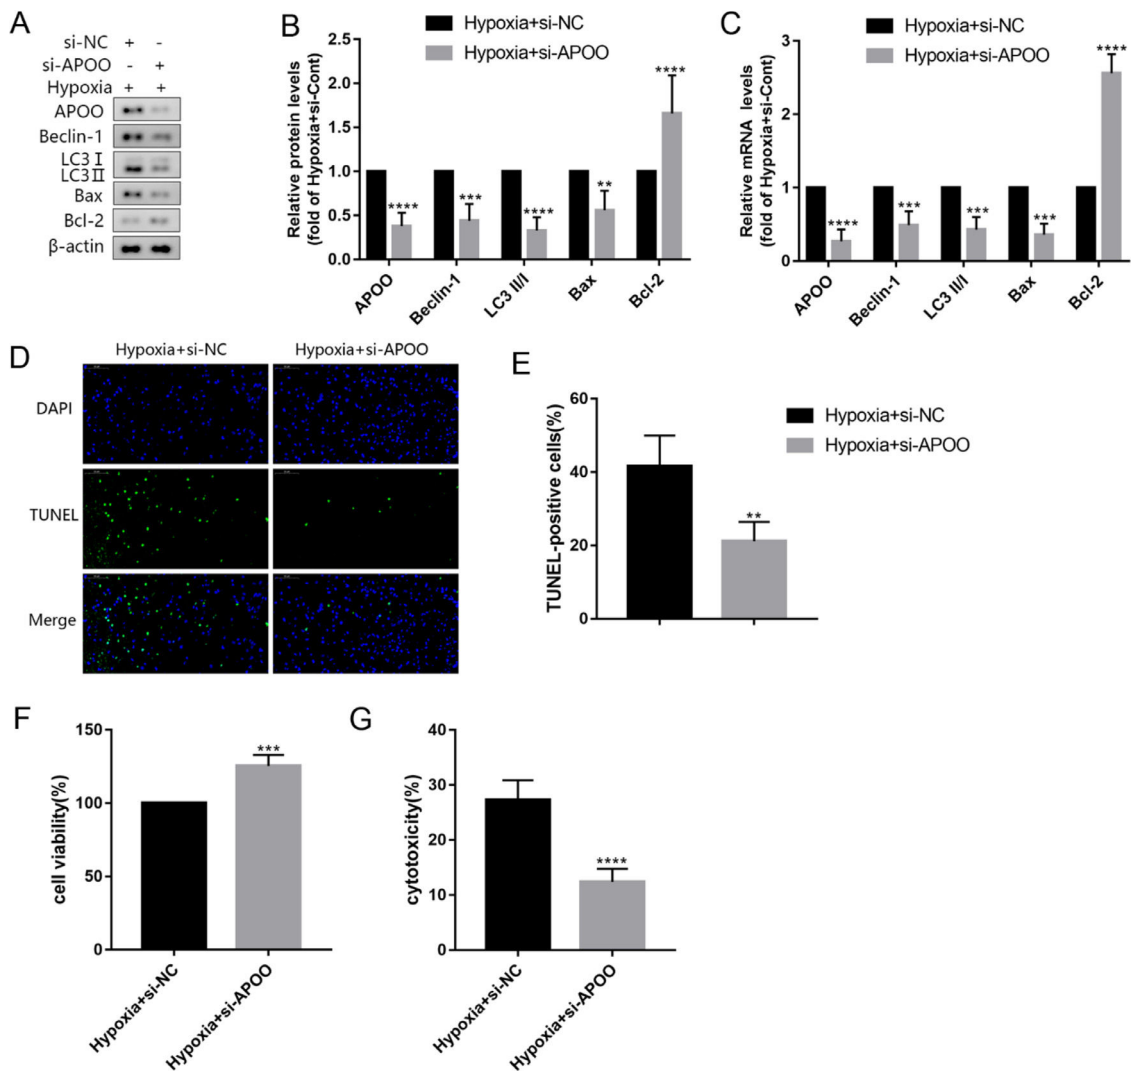 A
si-NC + -
si-APOO - +
Hypoxia + +
APOO
Beclin-1
LC3 I
LC3 II
Bax
Bcl-2
β-actin
B
Hypoxia+si-NC
Hypoxia+si-APOO
Relative protein levels
(fold of Hypoxia+si-Cont)
2.5
2.0
1.5
1.0
0.5
0.0
**** *** **** ** ****
APOO Beclin-1 LC3 II/I Bax Bcl-2
C
Hypoxia+si-NC
Hypoxia+si-APOO
Relative mRNA levels
(fold of Hypoxia+si-Cont)
3
2
1
0
**** *** *** *** ****
APOO Beclin-1 LC3 II/I Bax Bcl-2
D
Hypoxia+si-NC Hypoxia+si-APOO
DAPI
TUNEL
Merge
E
Hypoxia+si-NC
Hypoxia+si-APOO
TUNEL-positive cells(%)
60
40
20
0
**
F
cell viability(%)
150
100
50
0
***
Hypoxia+si-NC Hypoxia+si-APOO
G
cytotoxicity(%)
40
30
20
10
0
****
Hypoxia+si-NC Hypoxia+si-APOO